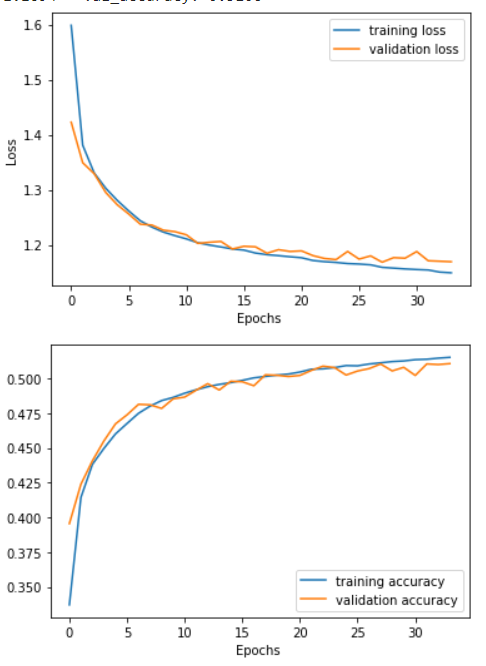 1.6
1.5
1.4
1.3
1.2
Loss
training loss
validation loss
0 5 10 15 20 25 30
Epochs
0.500
0.475
0.450
0.425
0.400
0.375
0.350
training accuracy
validation accuracy
0 5 10 15 20 25 30
Epochs